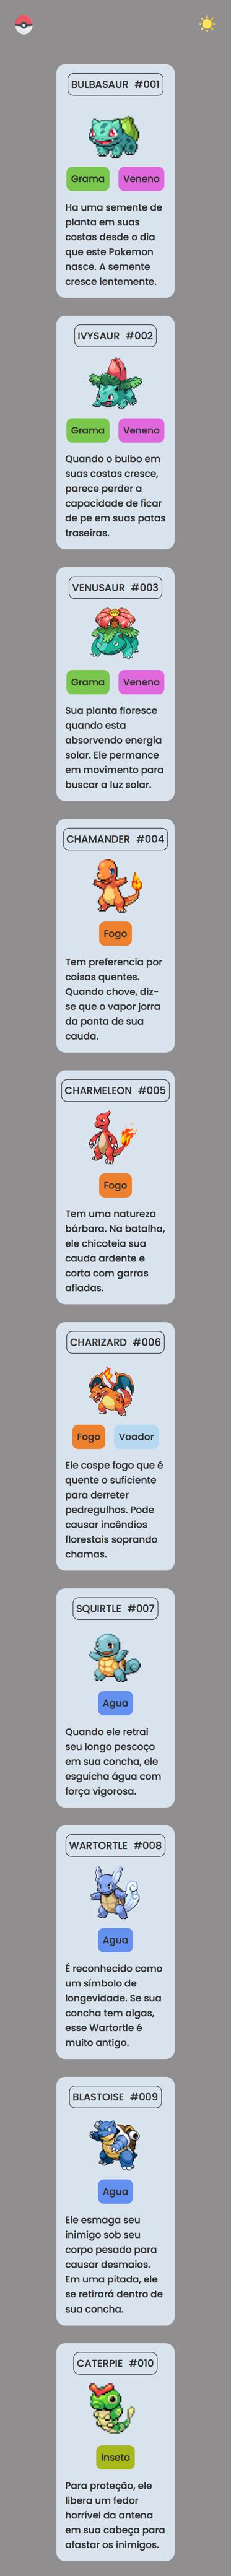 BULBASAUR #001
Grama Veneno
Ha uma semente de
planta em suas
costas desde o dia
que este Pokemon
nasce. A semente
cresce lentemente.
IVYSAUR #002
Grama Veneno
Quando o bulbo em
suas costas cresce,
parece perder a
capacidade de ficar
de pe em suas patas
traseiras.
VENUSAUR #003
Grama Veneno
Sua planta floresce
quando esta
absorvendo energia
solar. Ele permance
em movimento para
buscar a luz solar.
CHAMANDER #004
Fogo
Tem preferencia por
coisas quentes.
Quando chove, diz-
se que o vapor jorra
da ponta de sua
cauda.
CHARMELEON #005
Fogo
Tem uma natureza
bárbara. Na batalha,
ele chicoteia sua
cauda ardente e
corta com garras
afiadas.
CHARIZARD #006
Fogo Voador
Ele cospe fogo que é
quente o suficiente
para derreter
pedregulhos. Pode
causar incêndios
florestais soprando
chamas.
SQUIRTLE #007
Agua
Quando ele retrai
seu longo pescoço
em sua concha, ele
esguicha água com
força vigorosa.
WARTORTLE #008
Agua
É reconhecido como
um símbolo de
longevidade. Se sua
concha tem algas,
esse Wartortle é
muito antigo.
BLASTOISE #009
Agua
Ele esmaga seu
inimigo sob seu
corpo pesado para
causar desmaios.
Em uma pitada, ele
se retirará dentro de
sua concha.
CATERPIE #010
Inseto
Para proteção, ele
libera um fedor
horrível da antena
em sua cabeça para
afastar os inimigos.